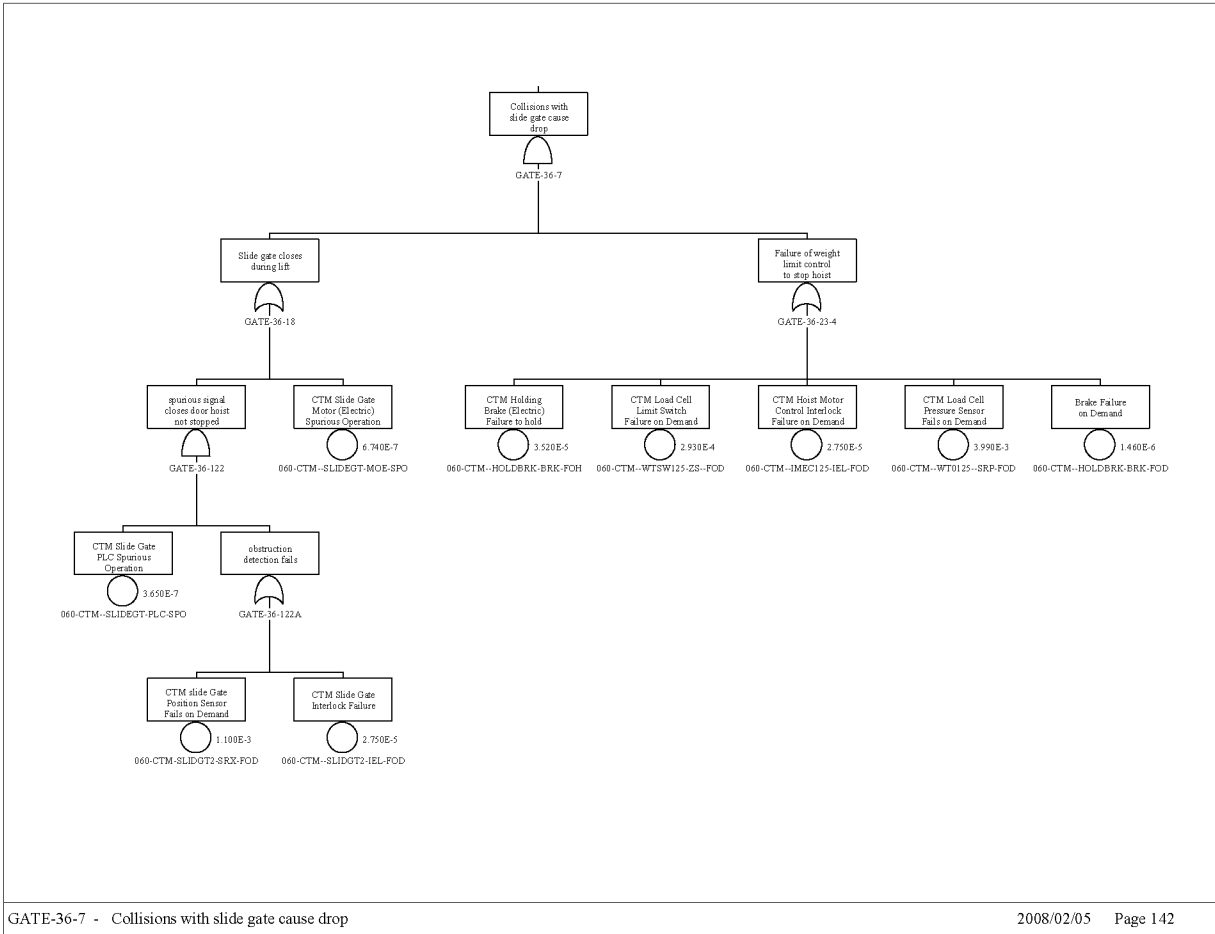 Collisions with
slide gate cause
drop
GATE-36-7
Slide gate closes
during lift
GATE-36-18
Failure of weight
limit control
to stop hoist
GATE-36-23-4
spurious signal
closes door hoist
not stopped
GATE-36-122
CTM Slide Gate
Motor (Electric)
Spurious Operation
6.740E-7
060-CTM--SLIDEGT-MOE-SPO
CTM Holding
Brake (Electric)
Failure to hold
3.520E-5
060-CTM--HOLDBRK-BRK-FOH
CTM Load Cell
Limit Switch
Failure on Demand
2.930E-4
060-CTM--WTSW125-ZS--FOD
CTM Hoist Motor
Control Interlock
Failure on Demand
2.750E-5
060-CTM--IMEC125-IEL-FOD
CTM Load Cell
Pressure Sensor
Fails on Demand
3.990E-3
060-CTM--WT0125--SRP-FOD
Brake Failure
on Demand
1.460E-6
060-CTM--HOLDBRK-BRK-FOD
CTM Slide Gate
PLC Spurious
Operation
3.650E-7
060-CTM--SLIDEGT-PLC-SPO
obstruction
detection fails
GATE-36-122A
CTM slide Gate
Position Sensor
Fails on Demand
1.100E-3
060-CTM-SLIDGT2-SRX-FOD
CTM Slide Gate
Interlock Failure
2.750E-5
060-CTM--SLIDGT2-IEL-FOD
GATE-36-7 - Collisions with slide gate cause drop
2008/02/05 Page 142